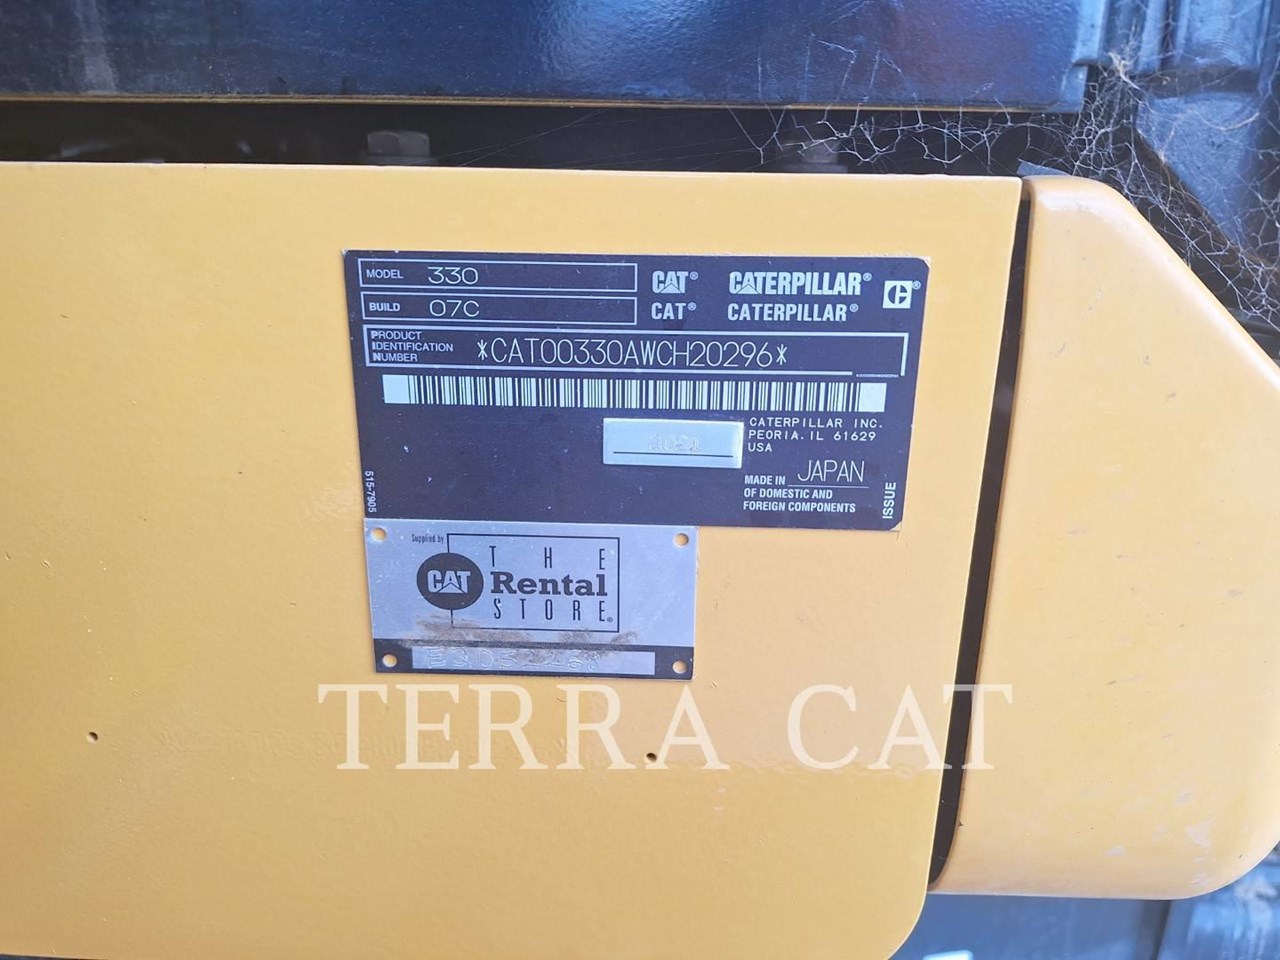 MODEL 330
BUILD 07C
CAT® CATERPILLAR®
CAT® CATERPILLAR®
PRODUCT IDENTIFICATION NUMBER *CAT00330AWCH20296*
2021
CATERPILLAR INC.
PEORIA, IL 61629
USA
MADE IN JAPAN
OF DOMESTIC AND
FOREIGN COMPONENTS
ISSUE
515-7905
Supplied by
CAT
THE
Rental
STORE®
TERRA CAT